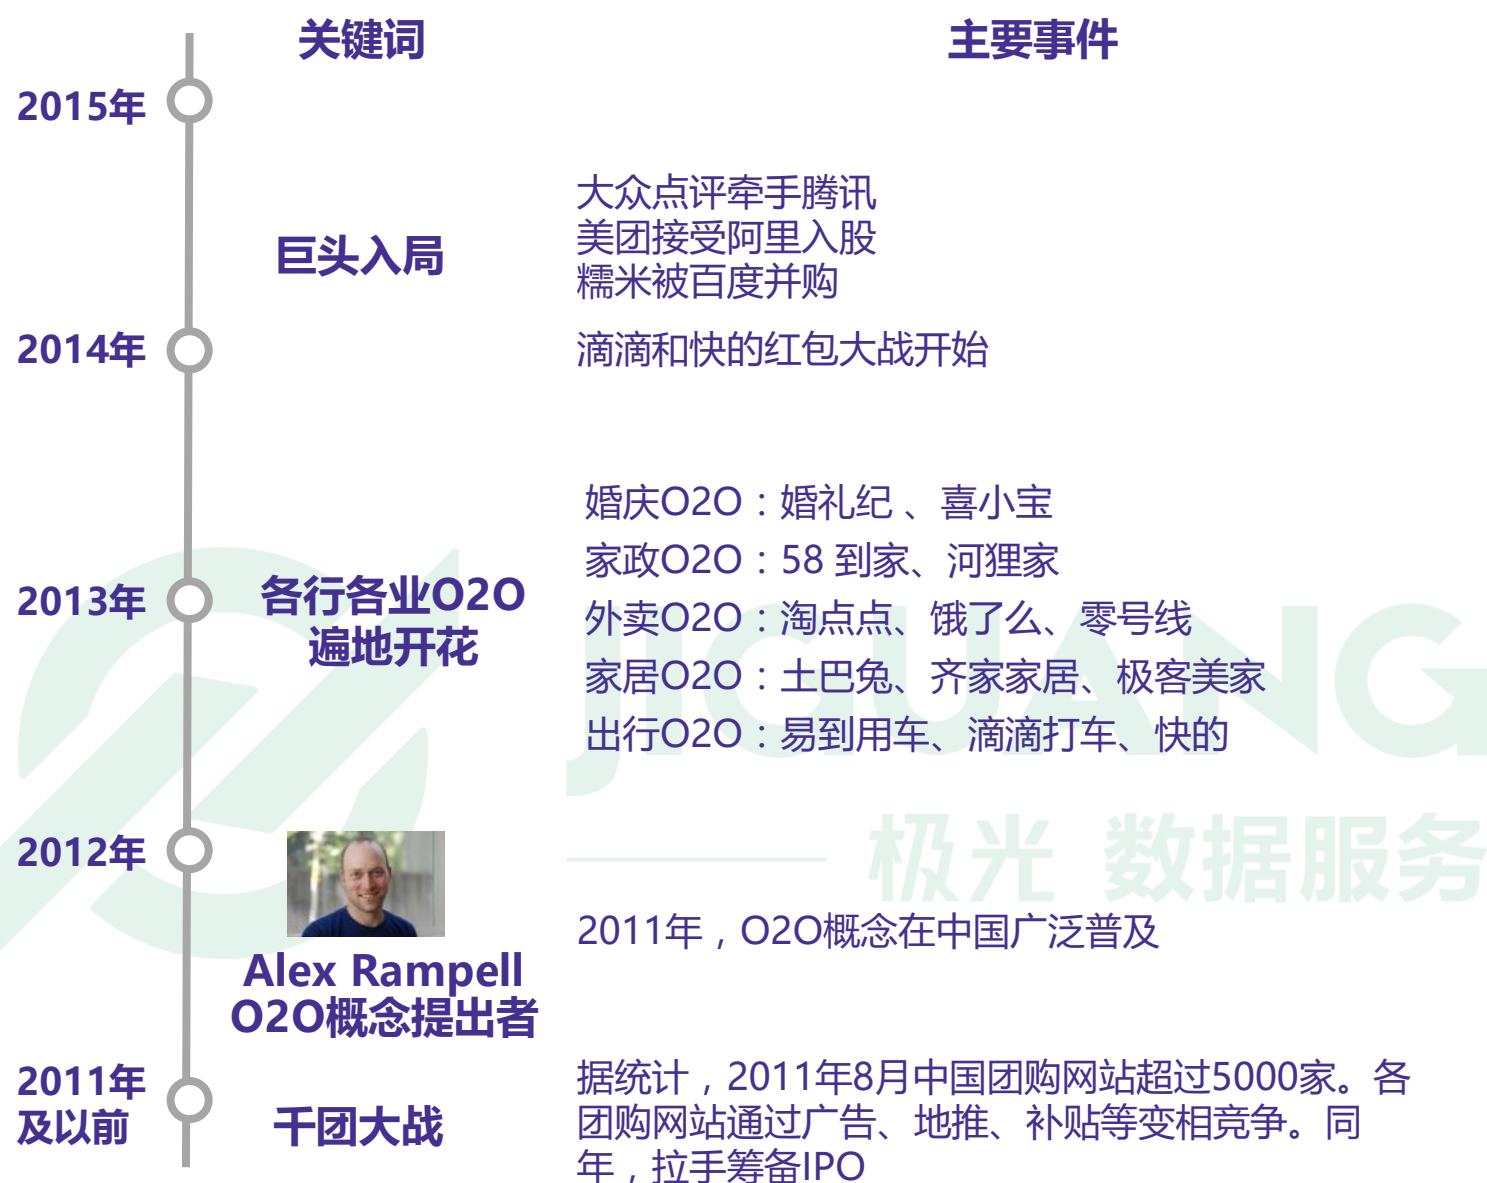 关键词
主要事件
2015年
大众点评牵手腾讯
美团接受阿里入股
糯米被百度并购
巨头入局
2014年
滴滴和快的红包大战开始
婚庆O2O：婚礼纪 、喜小宝
家政O2O：58 到家、河狸家
2013年
各行各业O2O
遍地开花
外卖O2O：淘点点、饿了么、零号线
家居O2O：土巴兔、齐家家居、极客美家
出行O2O：易到用车、滴滴打车、快的
JIGUANG
极光 数据服务
2012年
2011年，O2O概念在中国广泛普及
Alex Rampell
O2O概念提出者
2011年
及以前
千团大战
据统计，2011年8月中国团购网站超过5000家。各
团购网站通过广告、地推、补贴等变相竞争。同
年，拉手筹备IPO